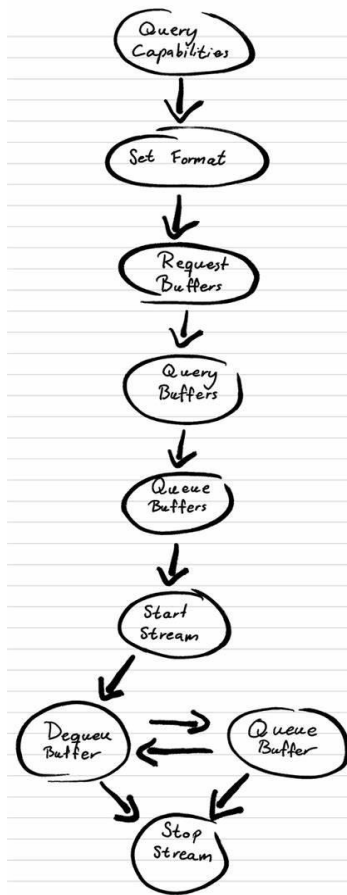 Query
Capabilities
Set Format
Request
Buffers
Query
Buffers
Queue
Buffers
Start
Stream
Dequeu
Buffer
Queue
Buffer
Stop
Stream